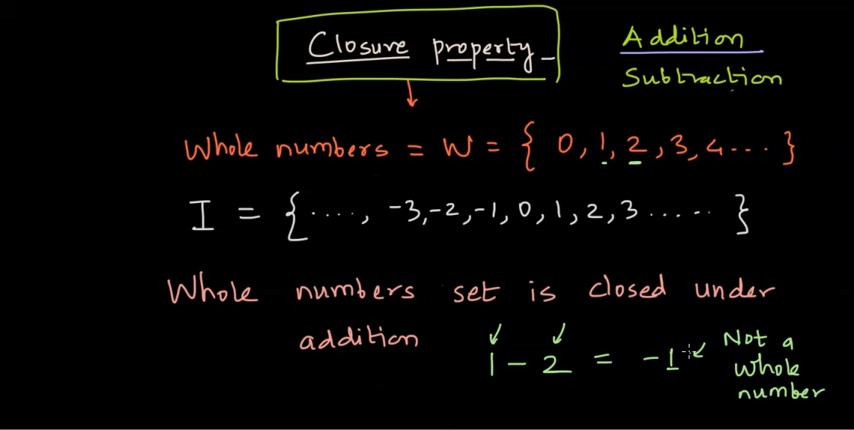 Closure property
Addition
Subtraction
Whole numbers = W = { 0, 1, 2, 3, 4... }
I = { ...., -3, -2, -1, 0, 1, 2, 3 ...... }
Whole numbers set is closed under
addition
1 - 2 = -1
Not a
whole
number